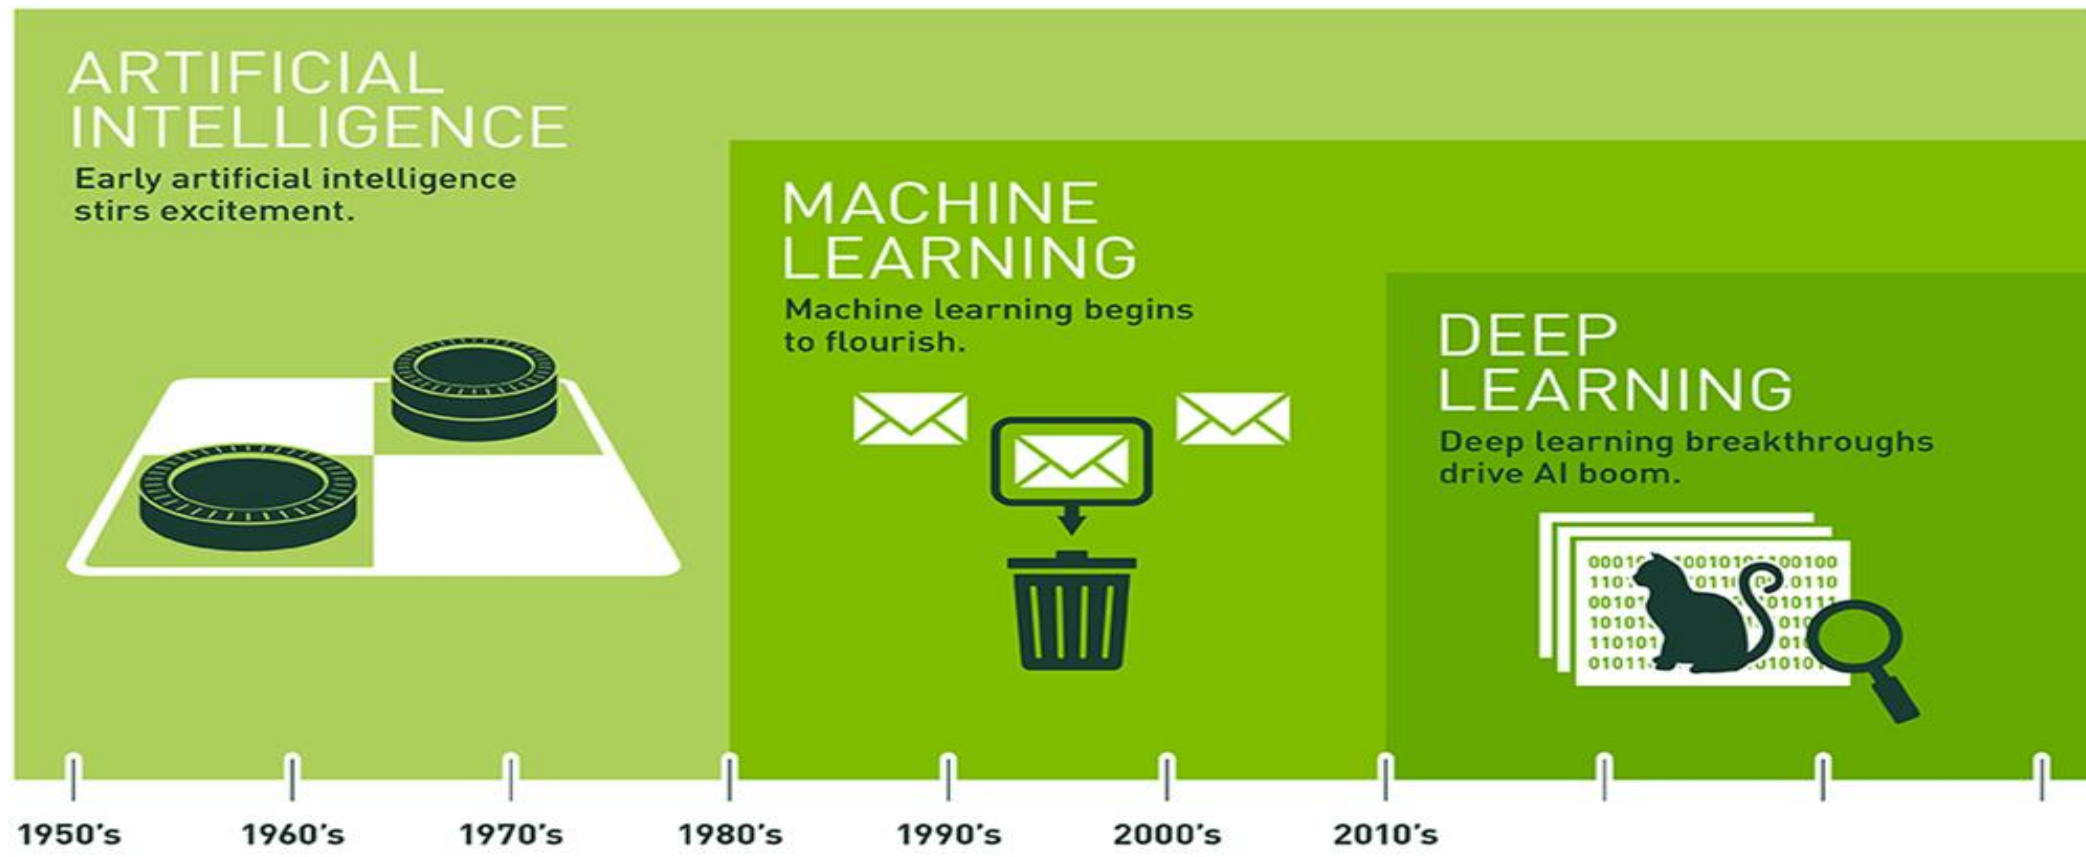 ARTIFICIAL
INTELLIGENCE
Early artificial intelligence
stirs excitement.
MACHINE
LEARNING
Machine learning begins
to flourish.
DEEP
LEARNING
Deep learning breakthroughs
drive AI boom.
1950's 1960's 1970's 1980's 1990's 2000's 2010's